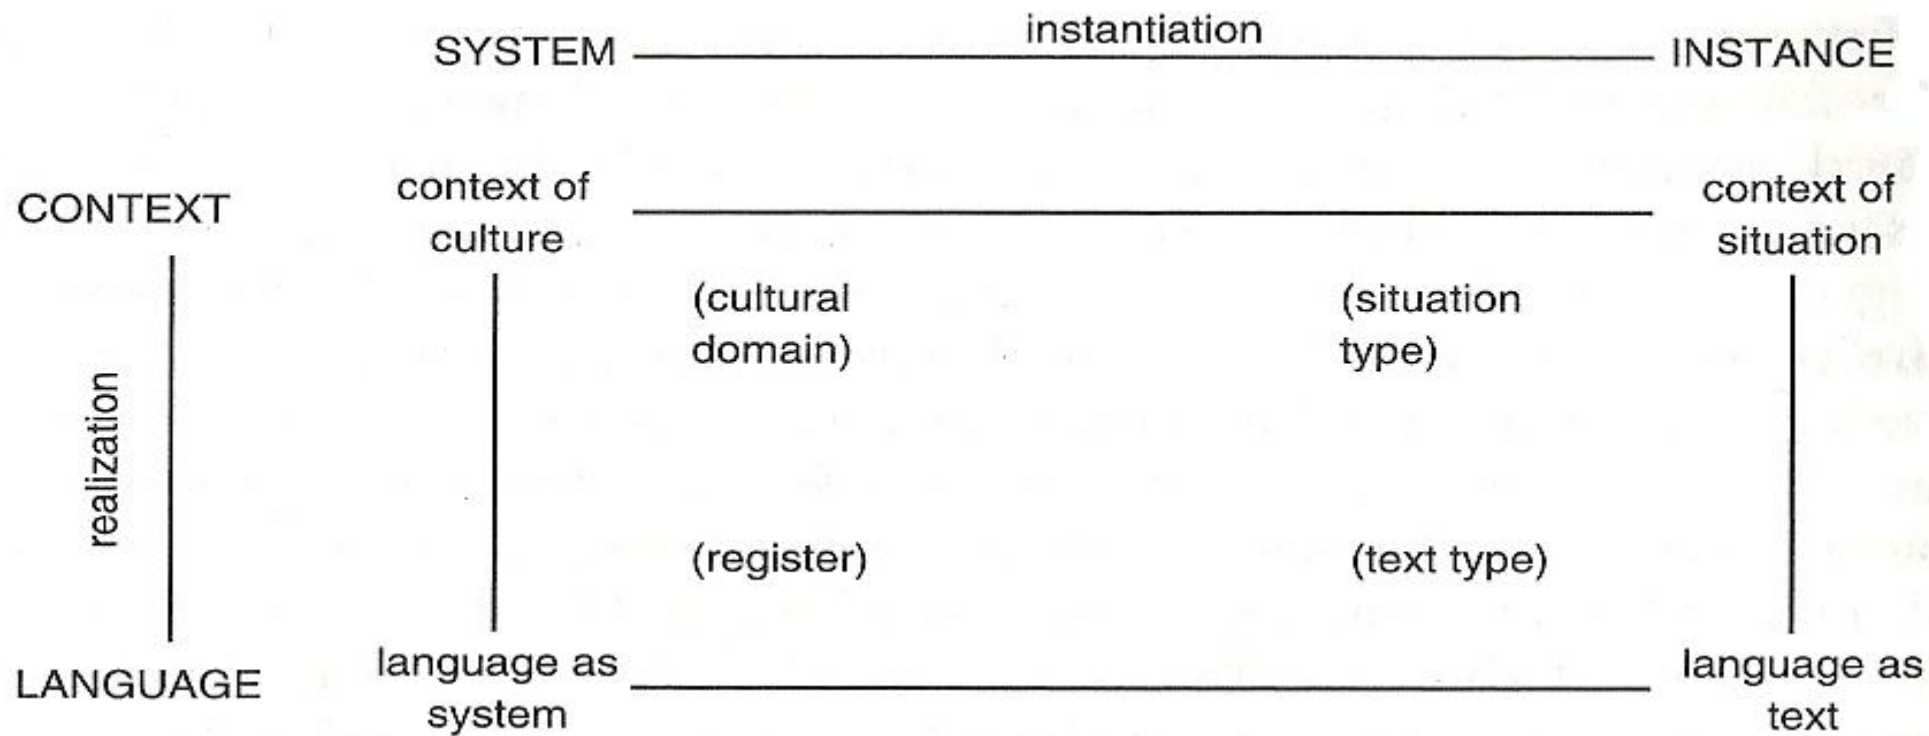 instantiation
SYSTEM INSTANCE
CONTEXT
context of
culture
context of
situation
(cultural
domain)
(situation
type)
realization
(register)
(text type)
LANGUAGE
language as
system
language as
text